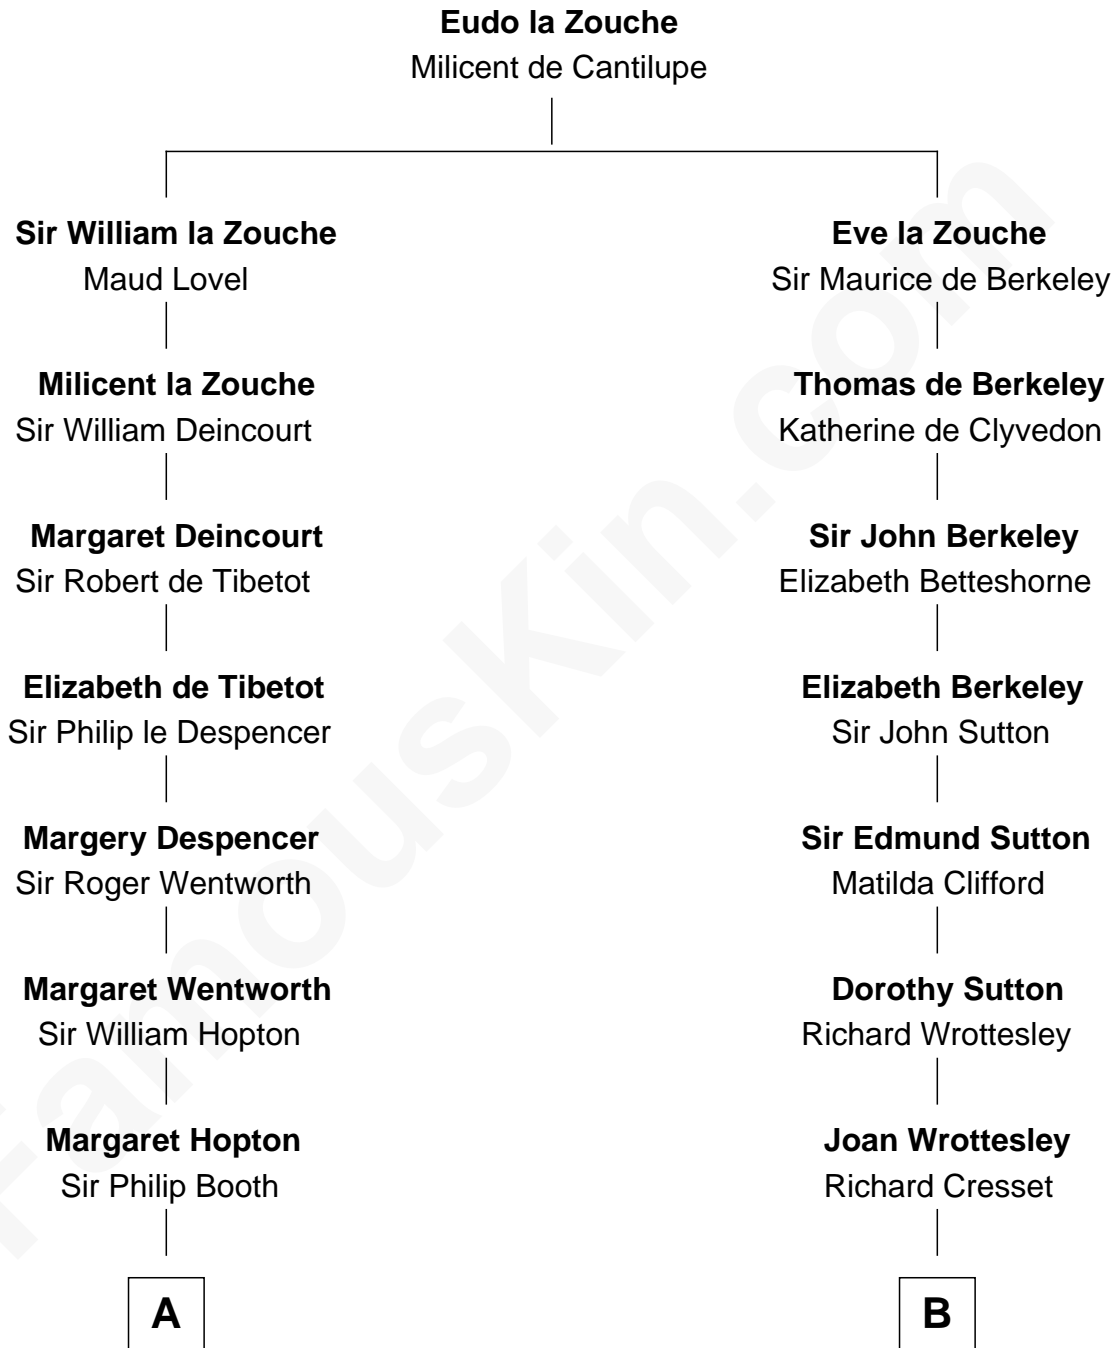 Eudo la Zouche
Milicent de Cantilupe
Sir William la Zouche
Maud Lovel
Eve la Zouche
Sir Maurice de Berkeley
Milicent la Zouche
Sir William Deincourt
Thomas de Berkeley
Katherine de Clyvedon
Margaret Deincourt
Sir Robert de Tibetot
Sir John Berkeley
Elizabeth Betteshorne
Elizabeth de Tibetot
Sir Philip le Despencer
Elizabeth Berkeley
Sir John Sutton
Margery Despencer
Sir Roger Wentworth
Sir Edmund Sutton
Matilda Clifford
Margaret Wentworth
Sir William Hopton
Dorothy Sutton
Richard Wrottesley
Margaret Hopton
Sir Philip Booth
Joan Wrottesley
Richard Cresset
A
B
FamousKin.com